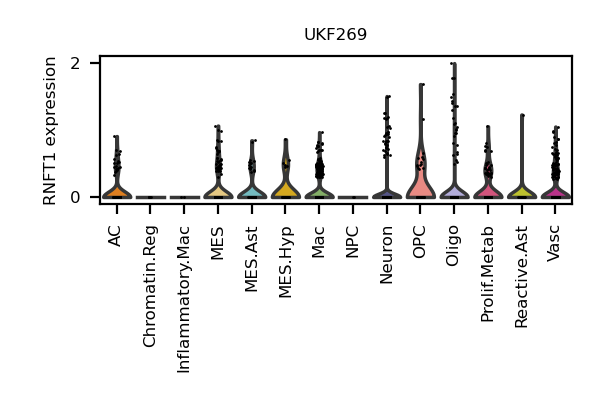 UKF269
RNFT1 expression
2
0
AC
Chromatin.Reg
Inflammatory.Mac
MES
MES.Ast
MES.Hyp
Mac
NPC
Neuron
OPC
Oligo
Prolif.Metab
Reactive.Ast
Vasc